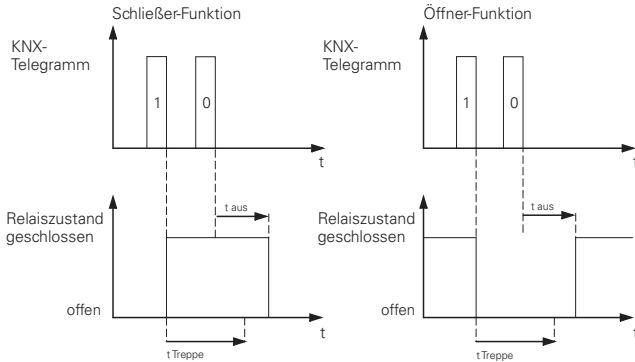 Schließer-Funktion
KNX-
Telegramm
1
0
t
t aus
Relaiszustand
geschlossen
offen
t
t Treppe
Öffner-Funktion
KNX-
Telegramm
1
0
t
t aus
Relaiszustand
geschlossen
offen
t
t Treppe